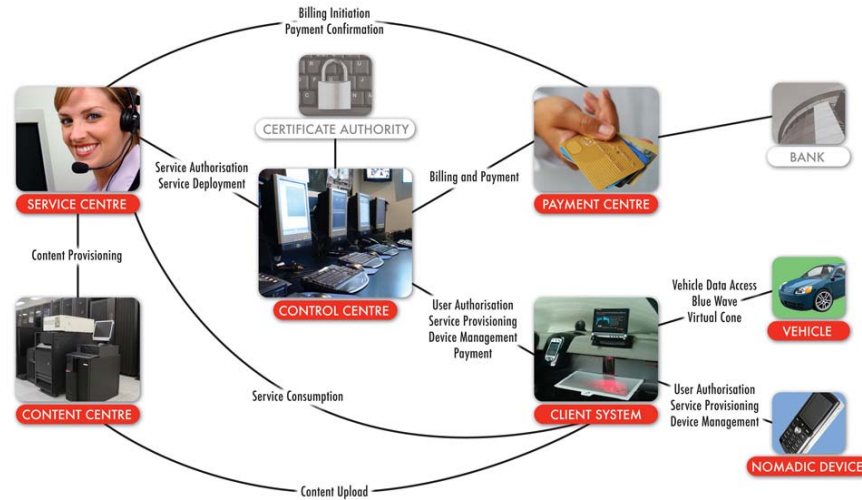 Billing Initiation
Payment Confirmation
CERTIFICATE AUTHORITY
BANK
Service Authorisation
Service Deployment
Billing and Payment
SERVICE CENTRE
PAYMENT CENTRE
Content Provisioning
CONTROL CENTRE
Vehicle Data Access
Blue Wave
Virtual Cone
VEHICLE
User Authorisation
Service Provisioning
Device Management
Payment
CONTENT CENTRE
Service Consumption
CLIENT SYSTEM
User Authorisation
Service Provisioning
Device Management
NOMADIC DEVICE
Content Upload